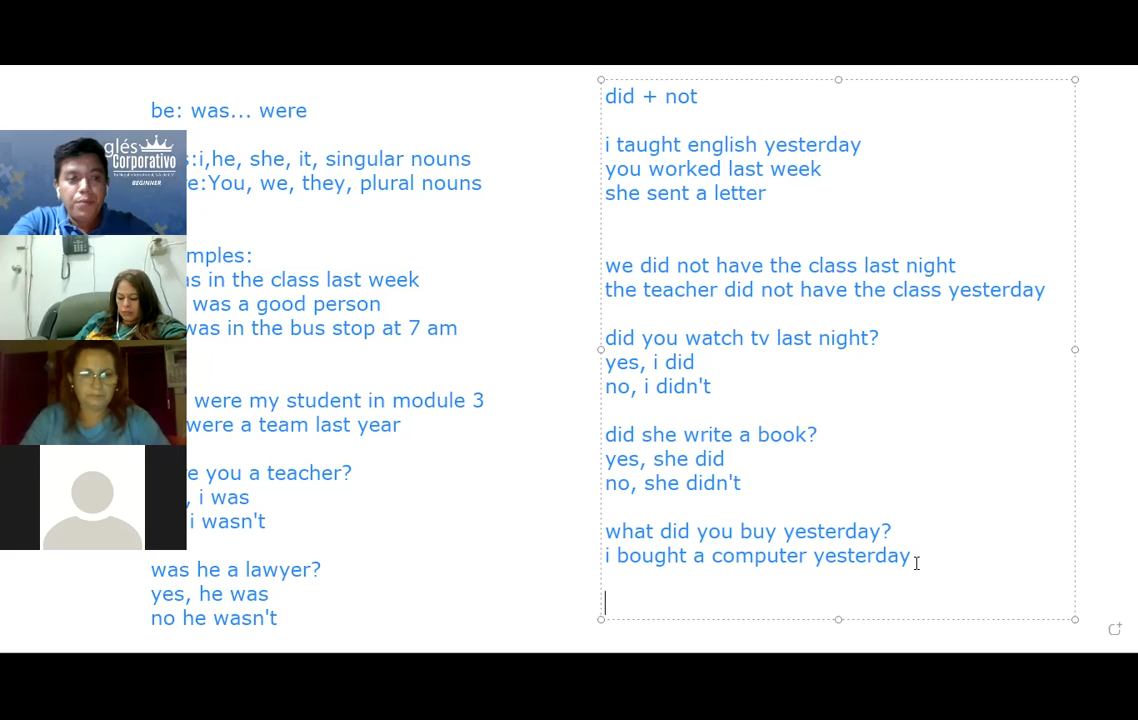 be: was... were
s:i,he, she, it, singular nouns
re:You, we, they, plural nouns
mples:
as in the class last week
was a good person
was in the bus stop at 7 am
were my student in module 3
were a team last year
re you a teacher?
, i was
i wasn't
was he a lawyer?
yes, he was
no he wasn't
glés
Corporativo
BEGINNER
did + not
i taught english yesterday
you worked last week
she sent a letter
we did not have the class last night
the teacher did not have the class yesterday
did you watch tv last night?
yes, i did
no, i didn't
did she write a book?
yes, she did
no, she didn't
what did you buy yesterday?
i bought a computer yesterday